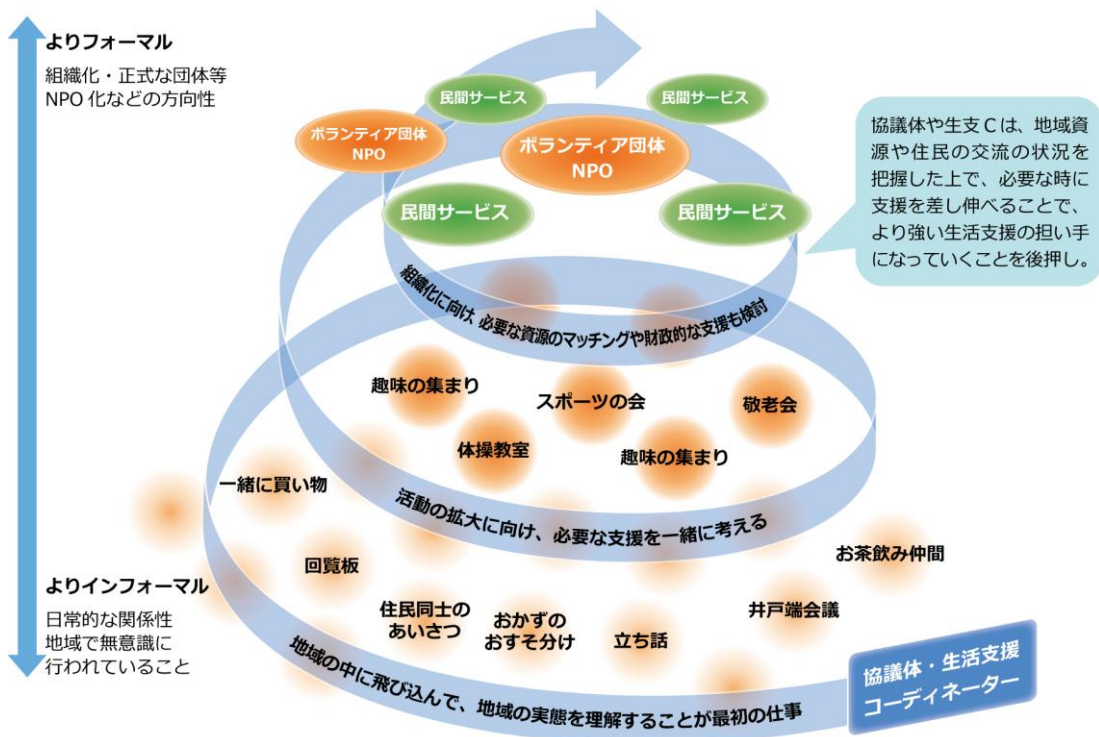 よりフォーマル
組織化・正式な団体等
NPO 化などの方向性
民間サービス
民間サービス
ボランティア団体
NPO
ボランティア団体
NPO
民間サービス
民間サービス
協議体や生支Cは、地域資
源や住民の交流の状況を
把握した上で、必要な時に
支援を差し伸べることで、
より強い生活支援の担い手
になっていくことを後押し。
組織化に向け、必要な資源のマッチングや財政的な支援も検討
趣味の集まり
スポーツの会
敬老会
体操教室
趣味の集まり
一緒に買い物
活動の拡大に向け、必要な支援を一緒に考える
お茶飲み仲間
回覧板
井戸端会議
住民同士の
あいさつ
おかずの
おすそ分け
立ち話
よりインフォーマル
日常的な関係性
地域で無意識に
行われていること
地域の中に飛び込んで、地域の実態を理解することが最初の仕事
協議体・生活支援
コーディネーター